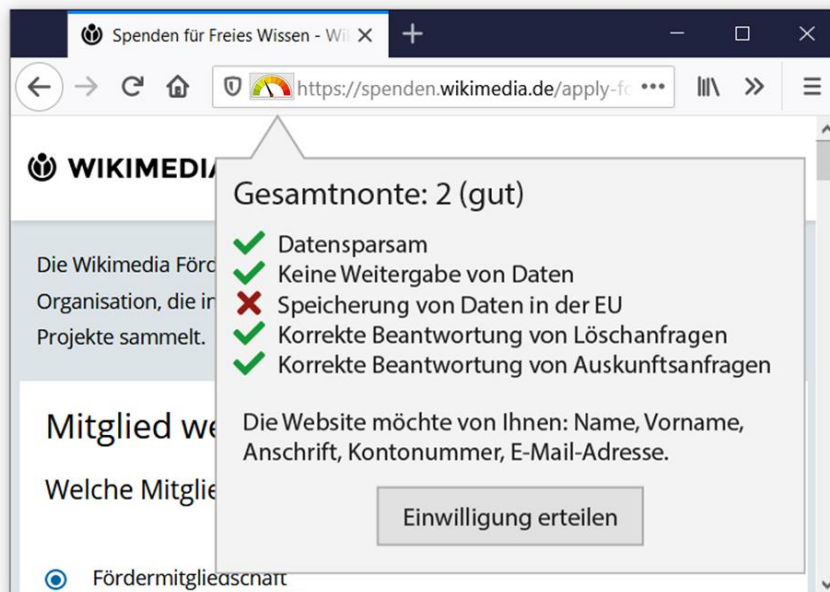 Spenden für Freies Wissen - Wi
https://spenden.wikimedia.de/apply-fo
WIKIMEDIA
Gesamtnonte: 2 (gut)
Datensparsam
Keine Weitergabe von Daten
Speicherung von Daten in der EU
Korrekte Beantwortung von Löschanfragen
Korrekte Beantwortung von Auskunftsanfragen
Die Website möchte von Ihnen: Name, Vorname,
Anschrift, Kontonummer, E-Mail-Adresse.
Einwilligung erteilen
Die Wikimedia Förd
Organisation, die in
Projekte sammelt.
Mitglied we
Welche Mitglie
Fördermitgliedschaft